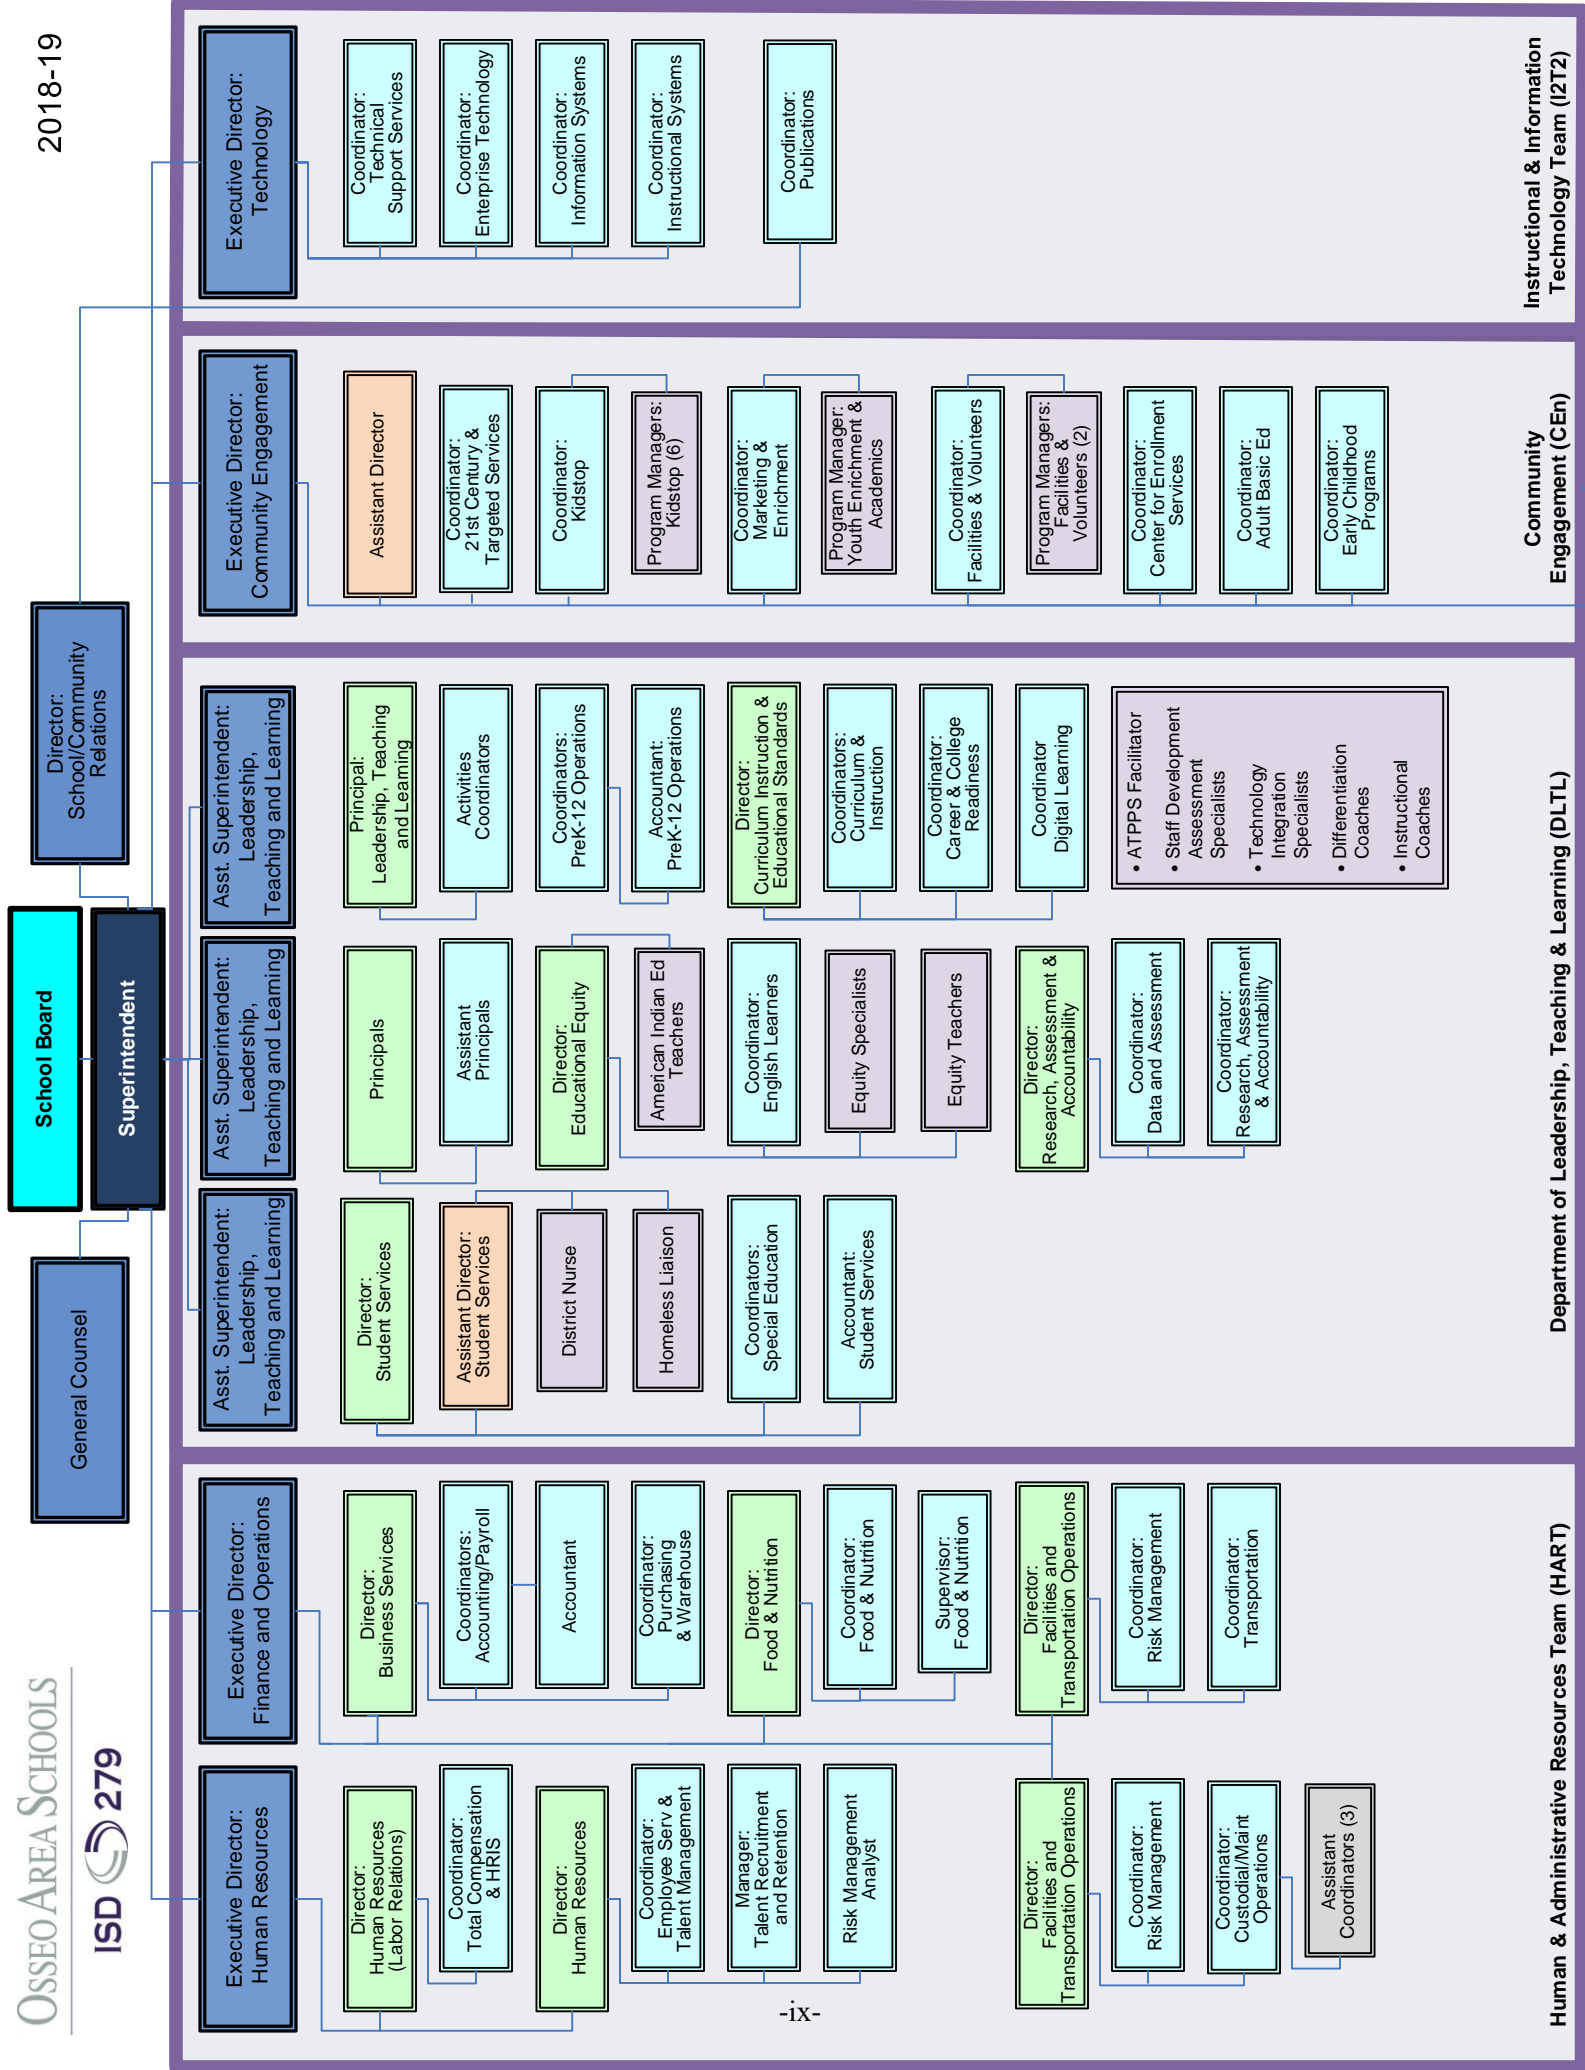 OSSEO AREA SCHOOLS
ISD 279
2018-19
School Board
Superintendent
General Counsel
Director:
School/Community
Relations
Executive Director:
Human Resources
Director:
Human Resources
(Labor Relations)
Coordinator:
Total Compensation
& HRIS
Director:
Human Resources
Coordinator:
Employee Serv &
Talent Management
Manager:
Talent Recruitment
and Retention
Risk Management
Analyst
Director:
Facilities and
Transportation Operations
Coordinator:
Risk Management
Coordinator:
Custodial/Maint
Operations
Assistant
Coordinators (3)
Executive Director:
Finance and Operations
Director:
Business Services
Coordinators:
Accounting/Payroll
Accountant
Coordinator:
Purchasing
& Warehouse
Director:
Food & Nutrition
Coordinator:
Food & Nutrition
Supervisor:
Food & Nutrition
Director:
Facilities and
Transportation Operations
Coordinator:
Risk Management
Coordinator:
Transportation
Human & Administrative Resources Team (HART)
Asst. Superintendent:
Leadership,
Teaching and Learning
Director:
Student Services
Assistant Director:
Student Services
District Nurse
Homeless Liaison
Coordinators:
Special Education
Accountant:
Student Services
Asst. Superintendent:
Leadership,
Teaching and Learning
Principals
Assistant
Principals
Director:
Educational Equity
American Indian Ed
Teachers
Coordinator:
English Learners
Equity Specialists
Equity Teachers
Director:
Research, Assessment &
Accountability
Coordinator:
Data and Assessment
Coordinator:
Research, Assessment
& Accountability
Asst. Superintendent:
Leadership,
Teaching and Learning
Principal:
Leadership, Teaching
and Learning
Activities
Coordinators
Coordinators:
PreK-12 Operations
Accountant:
PreK-12 Operations
Director:
Curriculum Instruction &
Educational Standards
Coordinators:
Curriculum &
Instruction
Coordinator:
Career & College
Readiness
Coordinator
Digital Learning
• ATPPS Facilitator
• Staff Development
Assessment
Specialists
• Technology
Integration
Specialists
• Differentiation
Coaches
• Instructional
Coaches
Department of Leadership, Teaching & Learning (DLTL)
Executive Director:
Community Engagement
Assistant Director
Coordinator:
21st Century &
Targeted Services
Coordinator:
Kidstop
Program Managers:
Kidstop (6)
Coordinator:
Marketing &
Enrichment
Program Manager:
Youth Enrichment &
Academics
Coordinator:
Facilities & Volunteers
Program Managers:
Facilities &
Volunteers (2)
Coordinator:
Center for Enrollment
Services
Coordinator:
Adult Basic Ed
Coordinator:
Early Childhood
Programs
Community
Engagement (CEn)
Executive Director:
Technology
Coordinator:
Technical
Support Services
Coordinator:
Enterprise Technology
Coordinator:
Information Systems
Coordinator:
Instructional Systems
Coordinator:
Publications
Instructional & Information
Technology Team (I2T2)
-ix-